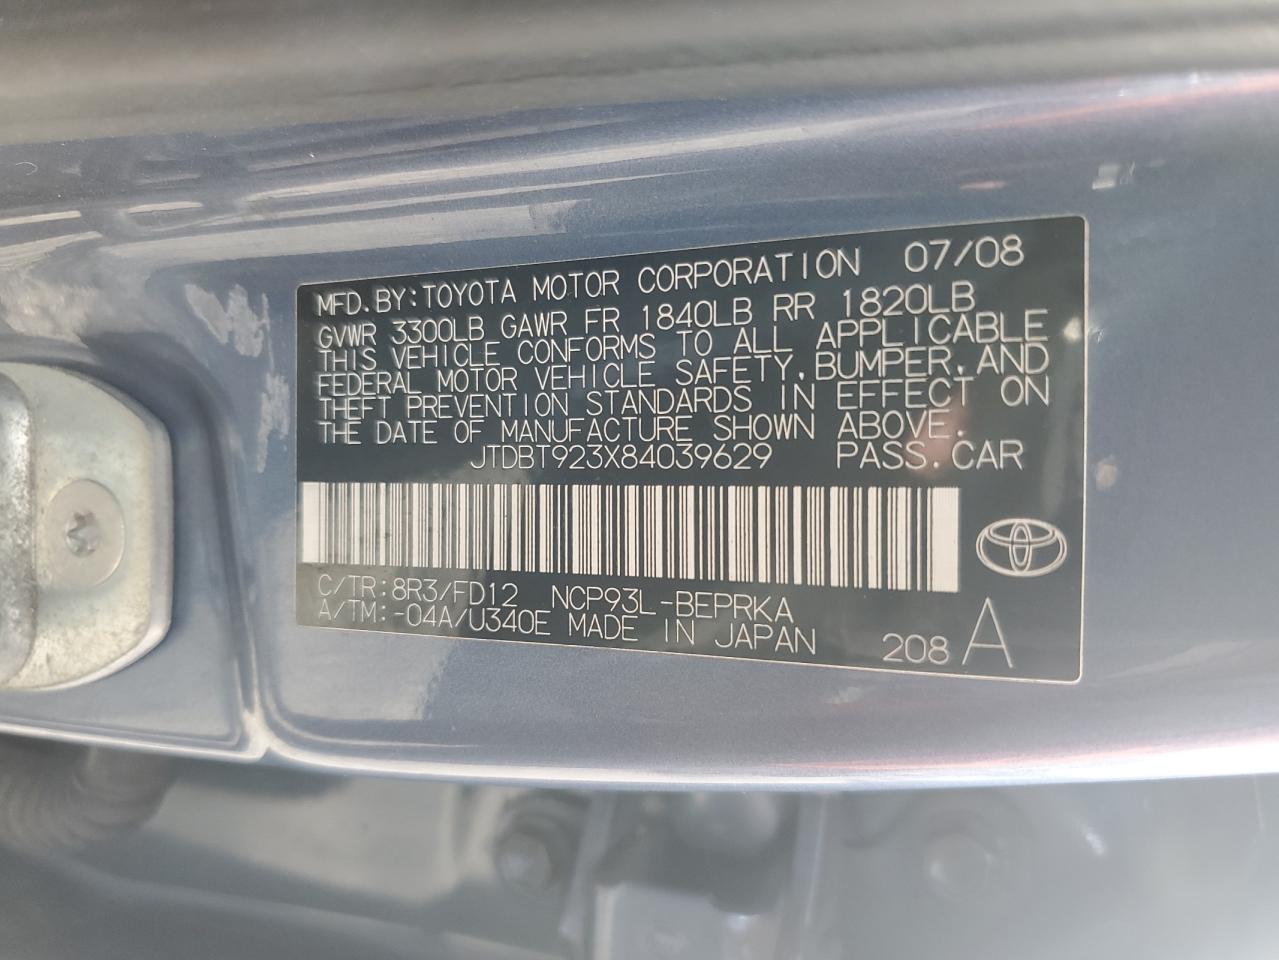 MFD.BY:TOYOTA MOTOR CORPORATION 07/08
GVWR 3300LB GAWR FR 1840LB RR 1820LB
THIS VEHICLE CONFORMS TO ALL APPLICABLE
FEDERAL MOTOR VEHICLE SAFETY,BUMPER,AND
THEFT PREVENTION STANDARDS IN EFFECT ON
THE DATE OF MANUFACTURE SHOWN ABOVE.
JTDBT923X84039629 PASS.CAR
C/TR:8R3/FD12 NCP93L-BEPRKA
A/TM:-04A/U340E MADE IN JAPAN 208 A